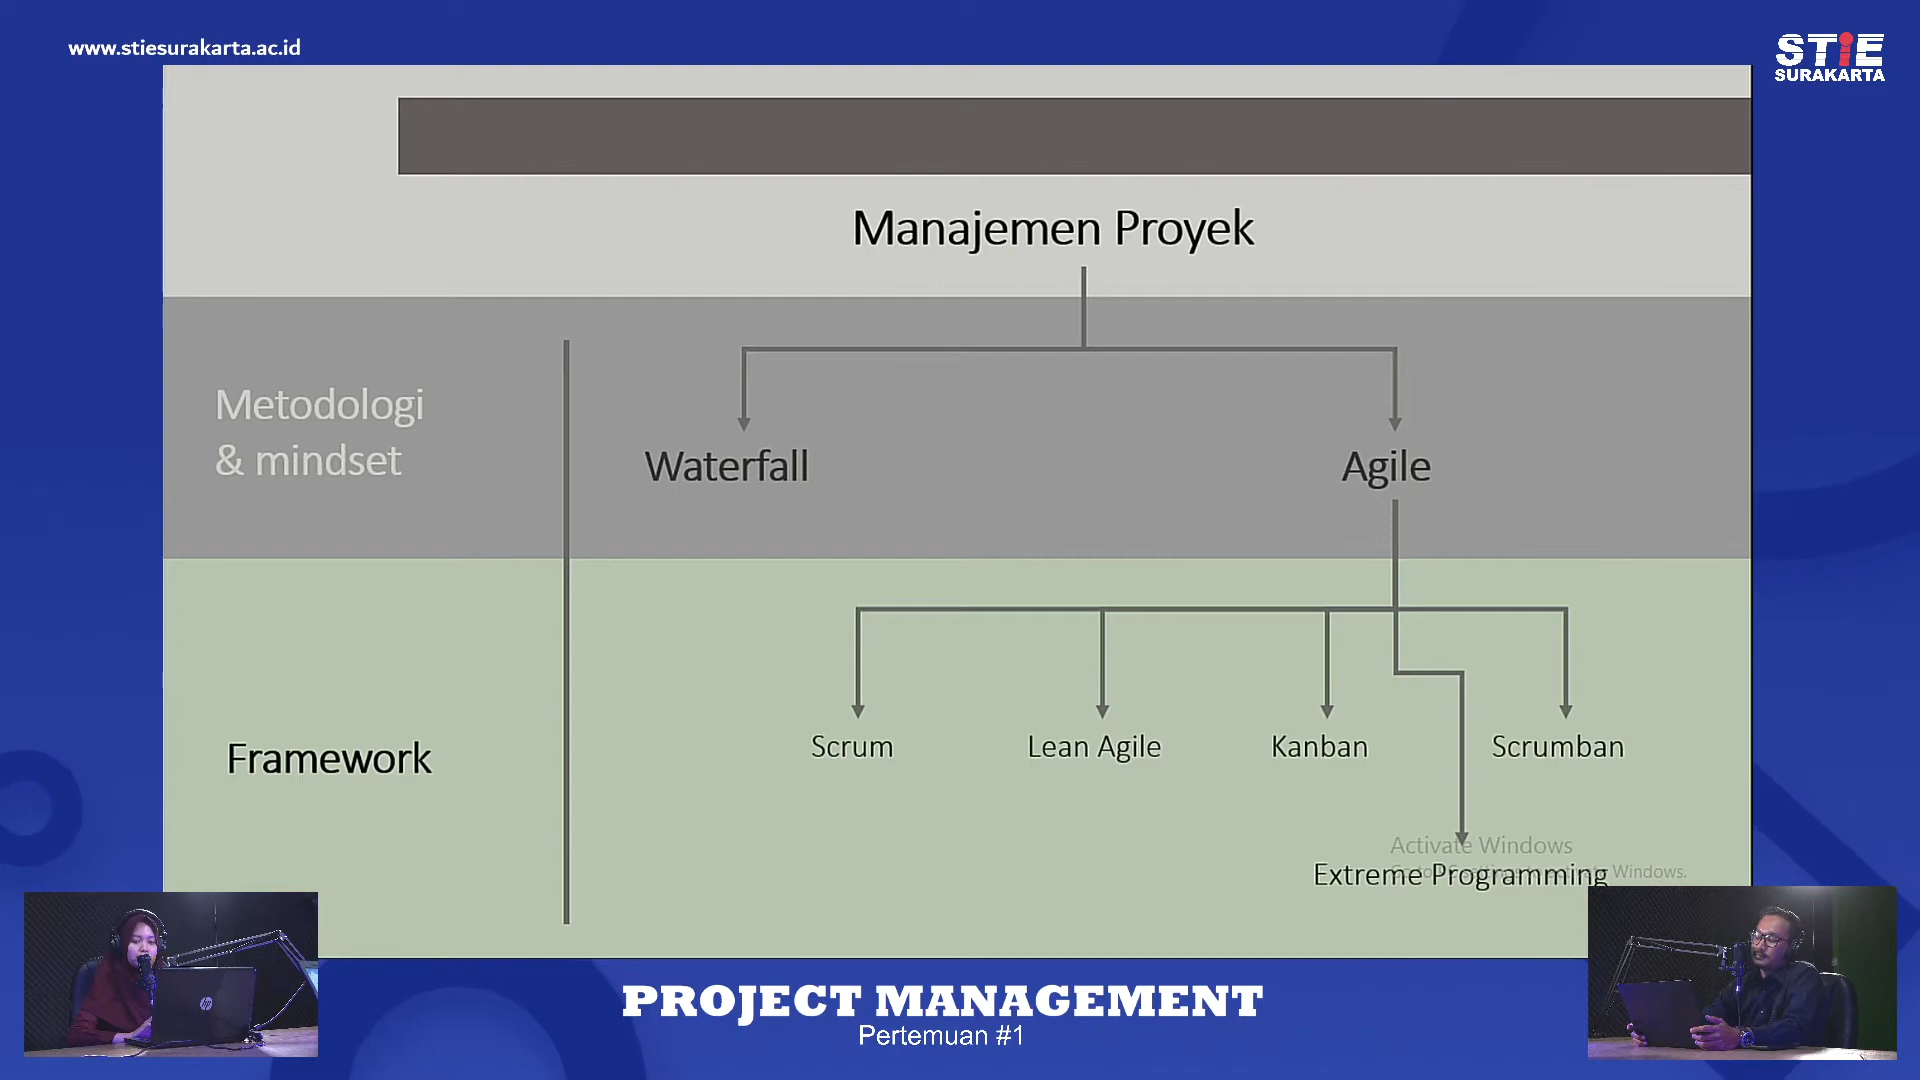 www.stiesurakarta.ac.id
STiE
SURAKARTA
Manajemen Proyek
Metodologi
& mindset
Waterfall
Agile
Framework
Scrum
Lean Agile
Kanban
Scrumban
Activate Windows
Windows.
Extreme Programming
hp
PROJECT MANAGEMENT
Pertemuan #1